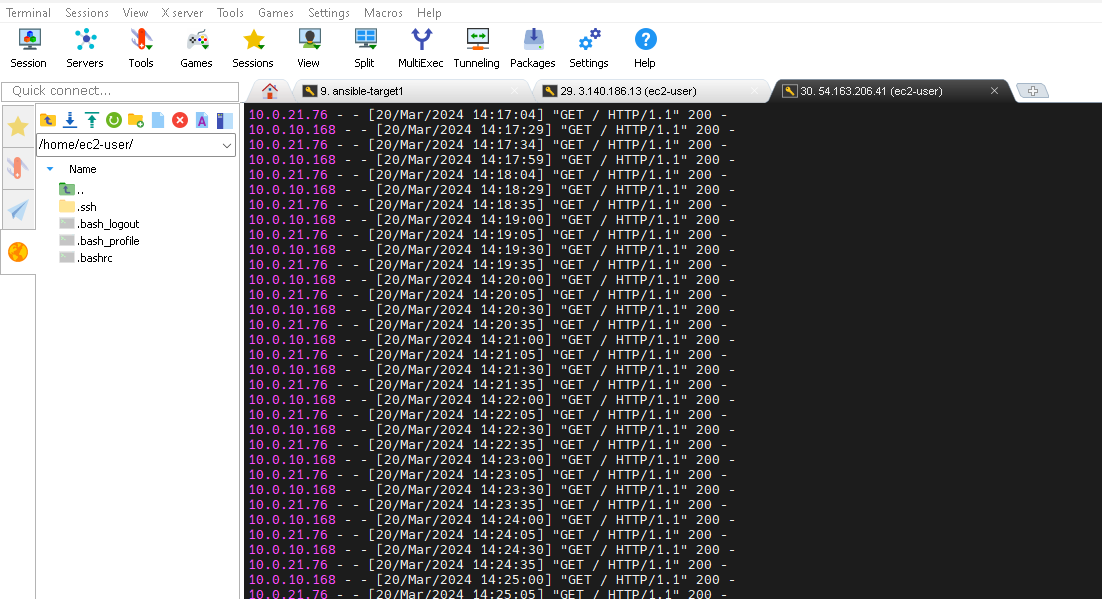 Terminal Sessions View X server Tools Games Settings Macros Help
Session Servers Tools Games Sessions View Split MultiExec Tunneling Packages Settings Help
Quick connect...
9. ansible-target1
29. 3.140.186.13 (ec2-user)
30. 54.163.206.41 (ec2-user)
/home/ec2-user/
Name
..
.ssh
.bash_logout
.bash_profile
.bashrc
10.0.21.76 - - [20/Mar/2024 14:17:04] "GET / HTTP/1.1" 200 -
10.0.10.168 - - [20/Mar/2024 14:17:29] "GET / HTTP/1.1" 200 -
10.0.21.76 - - [20/Mar/2024 14:17:34] "GET / HTTP/1.1" 200 -
10.0.10.168 - - [20/Mar/2024 14:17:59] "GET / HTTP/1.1" 200 -
10.0.21.76 - - [20/Mar/2024 14:18:04] "GET / HTTP/1.1" 200 -
10.0.10.168 - - [20/Mar/2024 14:18:29] "GET / HTTP/1.1" 200 -
10.0.21.76 - - [20/Mar/2024 14:18:35] "GET / HTTP/1.1" 200 -
10.0.10.168 - - [20/Mar/2024 14:19:00] "GET / HTTP/1.1" 200 -
10.0.21.76 - - [20/Mar/2024 14:19:05] "GET / HTTP/1.1" 200 -
10.0.10.168 - - [20/Mar/2024 14:19:30] "GET / HTTP/1.1" 200 -
10.0.21.76 - - [20/Mar/2024 14:19:35] "GET / HTTP/1.1" 200 -
10.0.10.168 - - [20/Mar/2024 14:20:00] "GET / HTTP/1.1" 200 -
10.0.21.76 - - [20/Mar/2024 14:20:05] "GET / HTTP/1.1" 200 -
10.0.10.168 - - [20/Mar/2024 14:20:30] "GET / HTTP/1.1" 200 -
10.0.21.76 - - [20/Mar/2024 14:20:35] "GET / HTTP/1.1" 200 -
10.0.10.168 - - [20/Mar/2024 14:21:00] "GET / HTTP/1.1" 200 -
10.0.21.76 - - [20/Mar/2024 14:21:05] "GET / HTTP/1.1" 200 -
10.0.10.168 - - [20/Mar/2024 14:21:30] "GET / HTTP/1.1" 200 -
10.0.21.76 - - [20/Mar/2024 14:21:35] "GET / HTTP/1.1" 200 -
10.0.10.168 - - [20/Mar/2024 14:22:00] "GET / HTTP/1.1" 200 -
10.0.21.76 - - [20/Mar/2024 14:22:05] "GET / HTTP/1.1" 200 -
10.0.10.168 - - [20/Mar/2024 14:22:30] "GET / HTTP/1.1" 200 -
10.0.21.76 - - [20/Mar/2024 14:22:35] "GET / HTTP/1.1" 200 -
10.0.10.168 - - [20/Mar/2024 14:23:00] "GET / HTTP/1.1" 200 -
10.0.21.76 - - [20/Mar/2024 14:23:05] "GET / HTTP/1.1" 200 -
10.0.10.168 - - [20/Mar/2024 14:23:30] "GET / HTTP/1.1" 200 -
10.0.21.76 - - [20/Mar/2024 14:23:35] "GET / HTTP/1.1" 200 -
10.0.10.168 - - [20/Mar/2024 14:24:00] "GET / HTTP/1.1" 200 -
10.0.21.76 - - [20/Mar/2024 14:24:05] "GET / HTTP/1.1" 200 -
10.0.10.168 - - [20/Mar/2024 14:24:30] "GET / HTTP/1.1" 200 -
10.0.21.76 - - [20/Mar/2024 14:24:35] "GET / HTTP/1.1" 200 -
10.0.10.168 - - [20/Mar/2024 14:25:00] "GET / HTTP/1.1" 200 -
10.0.21.76 - - [20/Mar/2024 14:25:05] "GET / HTTP/1.1" 200 -